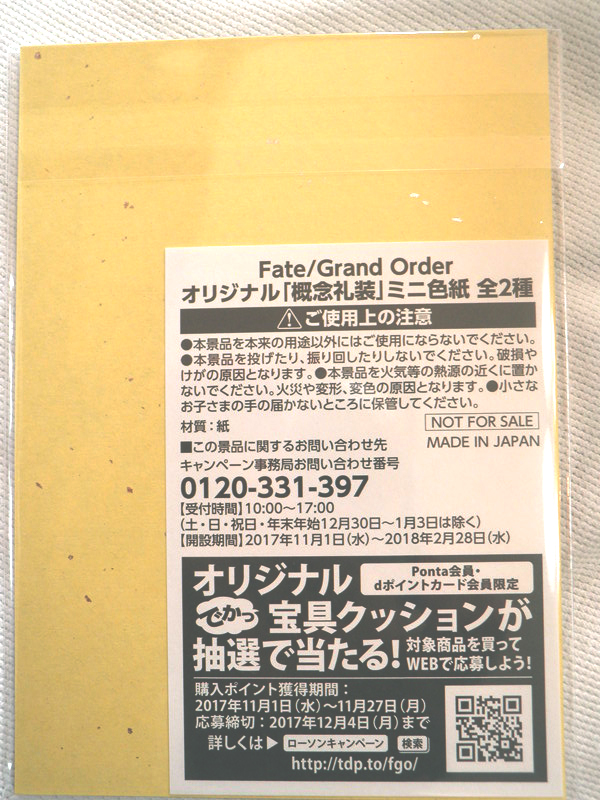 Fate/Grand Order
オリジナル「概念礼装」ミニ色紙 全2種
⚠ご使用上の注意
●本景品を本来の用途以外にはご使用にならないでください。
●本景品を投げたり、振り回したりしないでください。破損や
けがの原因となります。●本景品を火気等の熱源の近くに置か
ないでください。火災や変形、変色の原因となります。●小さな
お子さまの手の届かないところに保管してください。
材質：紙
NOT FOR SALE
■この景品に関するお問い合わせ先
MADE IN JAPAN
キャンペーン事務局お問い合わせ番号
0120-331-397
【受付時間】10:00～17:00
（土・日・祝日・年末年始12月30日～1月3日は除く）
【開設期間】2017年11月1日（水）～2018年2月28日（水）
オリジナル
Ponta会員・
dポイントカード会員限定
でかっ 宝具クッションが
抽選で当たる！
対象商品を買って
WEBで応募しよう！
購入ポイント獲得期間：
2017年11月1日（水）～11月27日（月）
応募締切：2017年12月4日（月）まで
詳しくは▶ ローソンキャンペーン 検索
http://tdp.to/fgo/